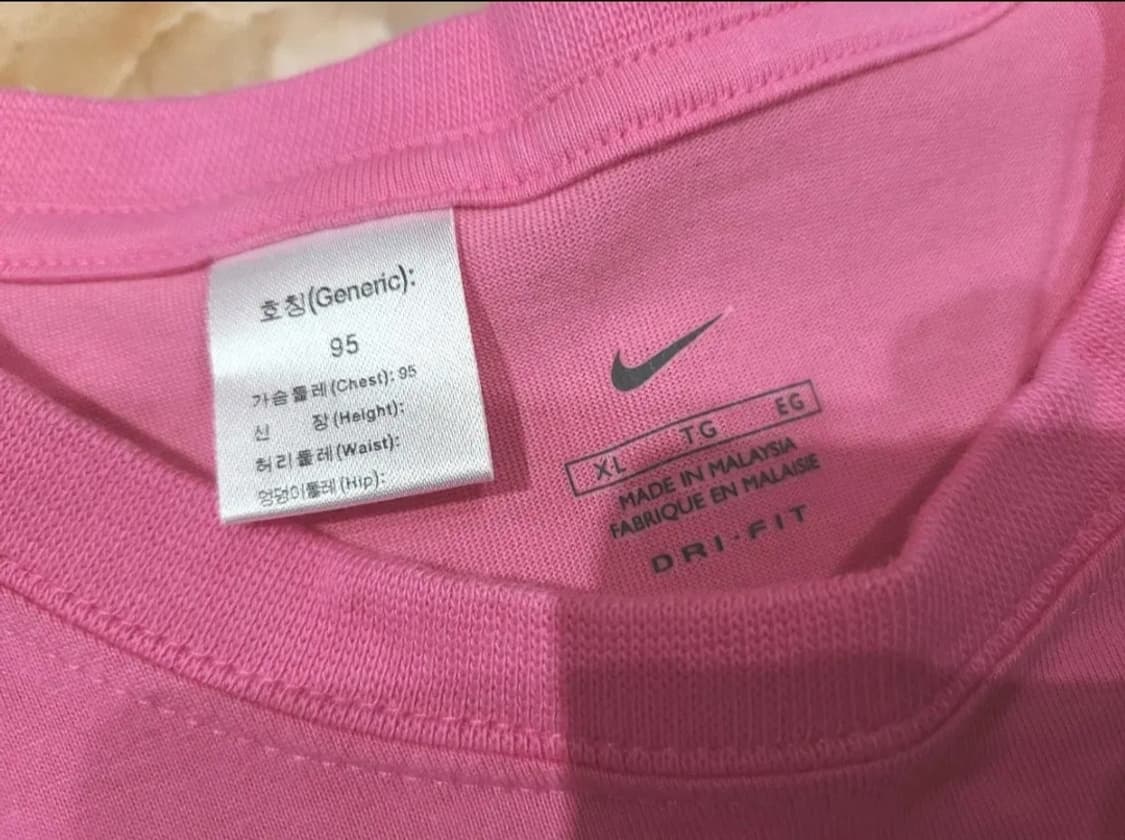 호칭(Generic):
95
가슴둘레(Chest): 95
신 장(Height):
허리둘레(Waist):
엉덩이둘레(Hip):
XL TG EG
MADE IN MALAYSIA
FABRIQUE EN MALAISIE
DRI-FIT